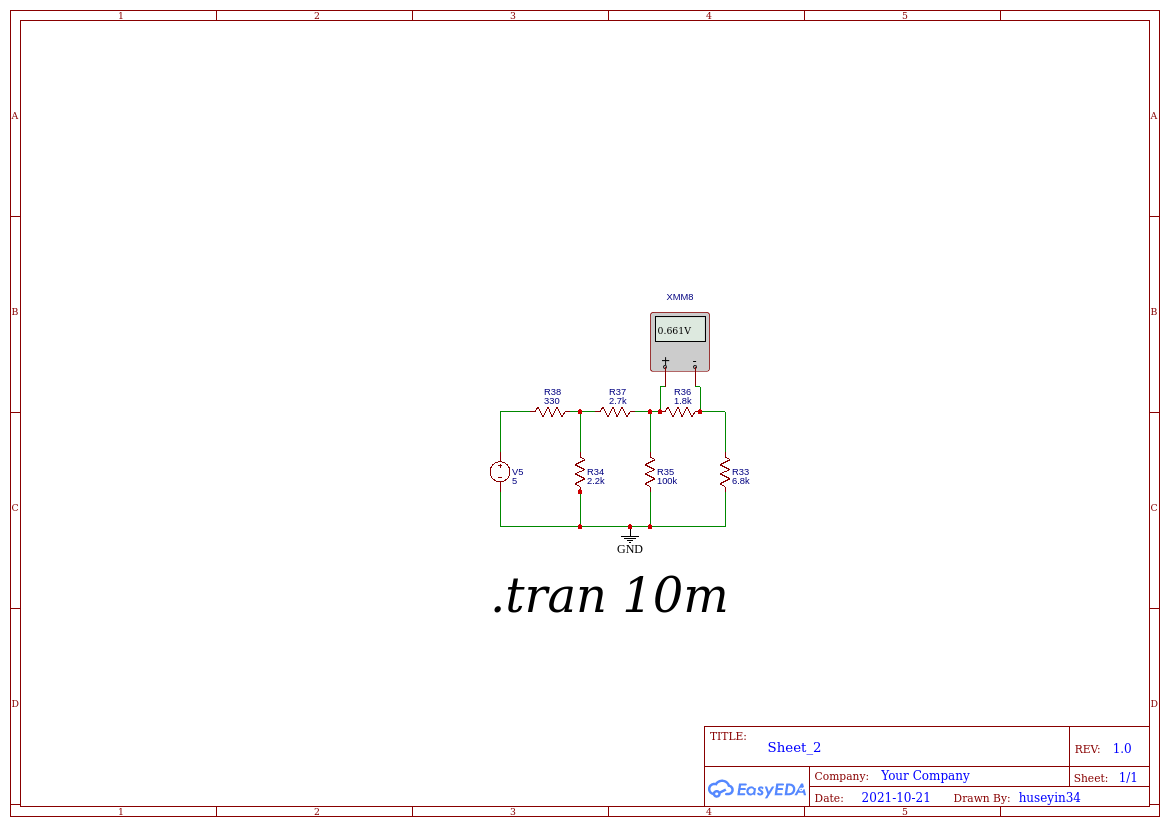 1 2 3 4 5
A A
XMM8
B B
0.661V
+ -
R38 R37 R36
330 2.7k 1.8k
V5 R34 R35 R33
5 2.2k 100k 6.8k
C C
GND
.tran 10m
D D
TITLE:
Sheet_2
REV: 1.0
Company: Your Company
Sheet: 1/1
EasyEDA
Date: 2021-10-21 Drawn By: huseyin34
1 2 3 4 5